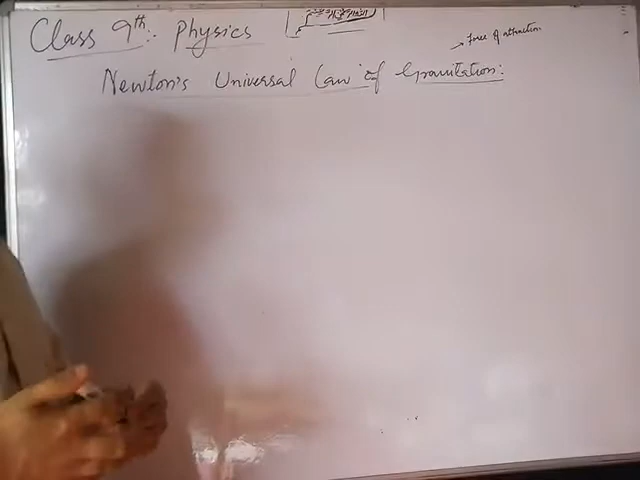 Class 9th:. Physics
→ Force of attraction
Newton's Universal Law of Gravitation: